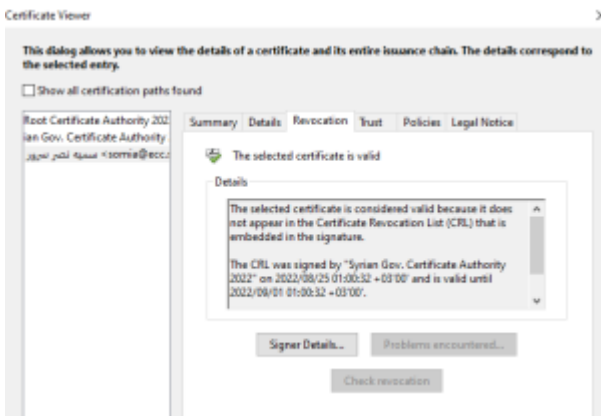 Certificate Viewer
This dialog allows you to view the details of a certificate and its entire issuance chain. The details correspond to
the selected entry.
Show all certification paths found
Root Certificate Authority 202
ian Gov. Certificate Authority
سميه نصر سرور <somia@ecc.s
Summary Details Revocation Trust Policies Legal Notice
The selected certificate is valid
Details
The selected certificate is considered valid because it does
not appear in the Certificate Revocation List (CRL) that is
embedded in the signature.
The CRL was signed by "Syrian Gov. Certificate Authority
2022" on 2022/08/25 01:00:32 +03'00' and is valid until
2022/09/01 01:00:32 +03'00'.
Signer Details... Problems encountered...
Check revocation